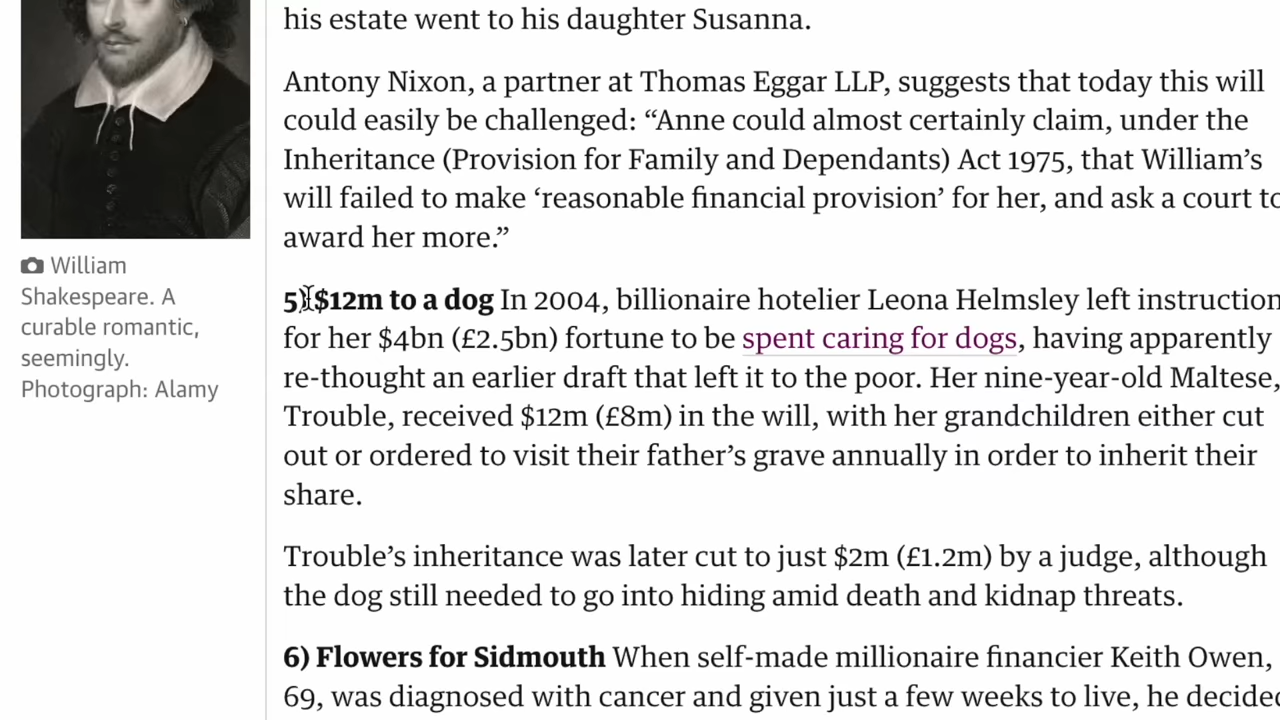 his estate went to his daughter Susanna.
Antony Nixon, a partner at Thomas Eggar LLP, suggests that today this will
could easily be challenged: “Anne could almost certainly claim, under the
Inheritance (Provision for Family and Dependants) Act 1975, that William’s
will failed to make ‘reasonable financial provision’ for her, and ask a court to
award her more.”
William
Shakespeare. A
curable romantic,
seemingly.
Photograph: Alamy
5) $12m to a dog In 2004, billionaire hotelier Leona Helmsley left instruction
for her $4bn (£2.5bn) fortune to be spent caring for dogs, having apparently
re-thought an earlier draft that left it to the poor. Her nine-year-old Maltese,
Trouble, received $12m (£8m) in the will, with her grandchildren either cut
out or ordered to visit their father’s grave annually in order to inherit their
share.
Trouble’s inheritance was later cut to just $2m (£1.2m) by a judge, although
the dog still needed to go into hiding amid death and kidnap threats.
6) Flowers for Sidmouth When self-made millionaire financier Keith Owen,
69, was diagnosed with cancer and given just a few weeks to live, he decided